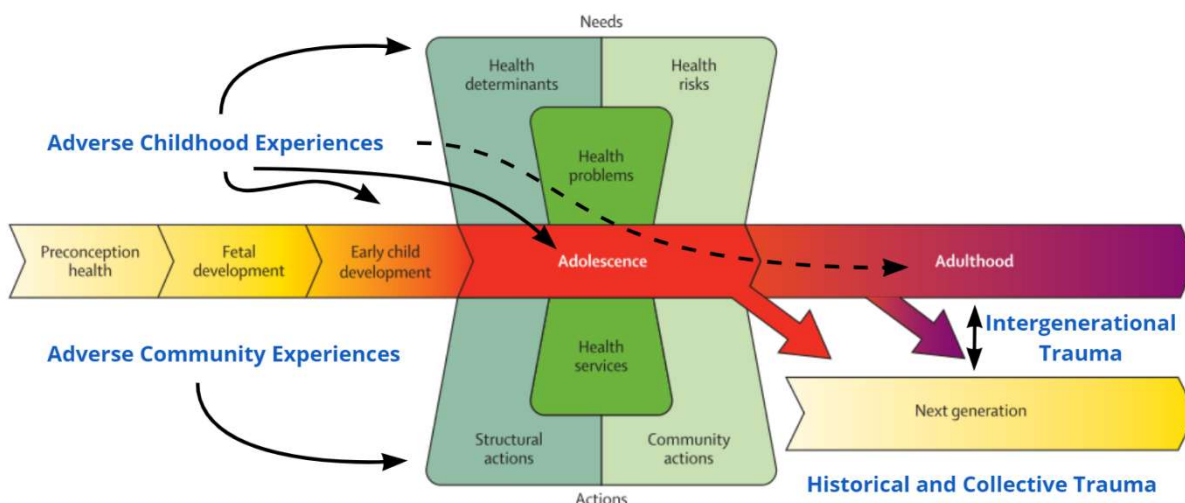 Needs
Health
determinants
Health
risks
Adverse Childhood Experiences
Health
problems
Preconception
health
Fetal
development
Early child
development
Adolescence
Adulthood
Adverse Community Experiences
Health
services
Intergenerational
Trauma
Next generation
Structural
actions
Community
actions
Historical and Collective Trauma
Actions